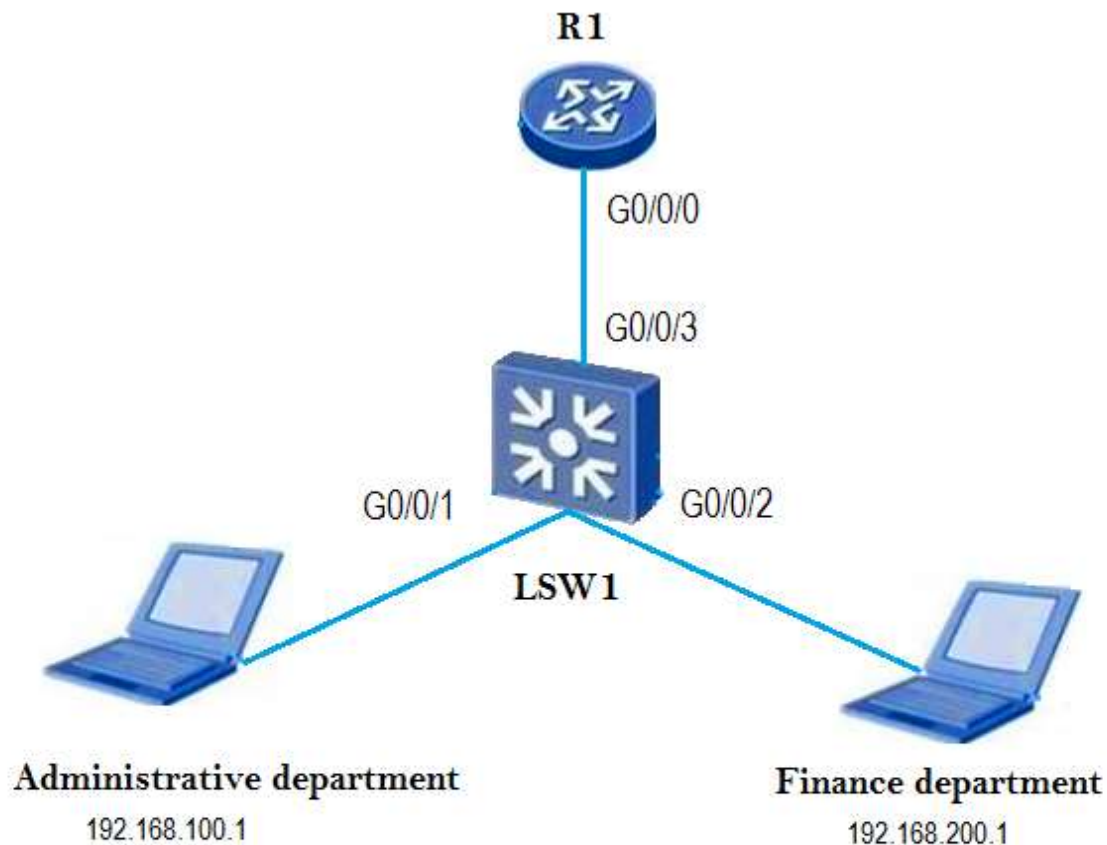 R1
G0/0/0
G0/0/3
G0/0/1
G0/0/2
LSW1
Administrative department
192.168.100.1
Finance department
192.168.200.1